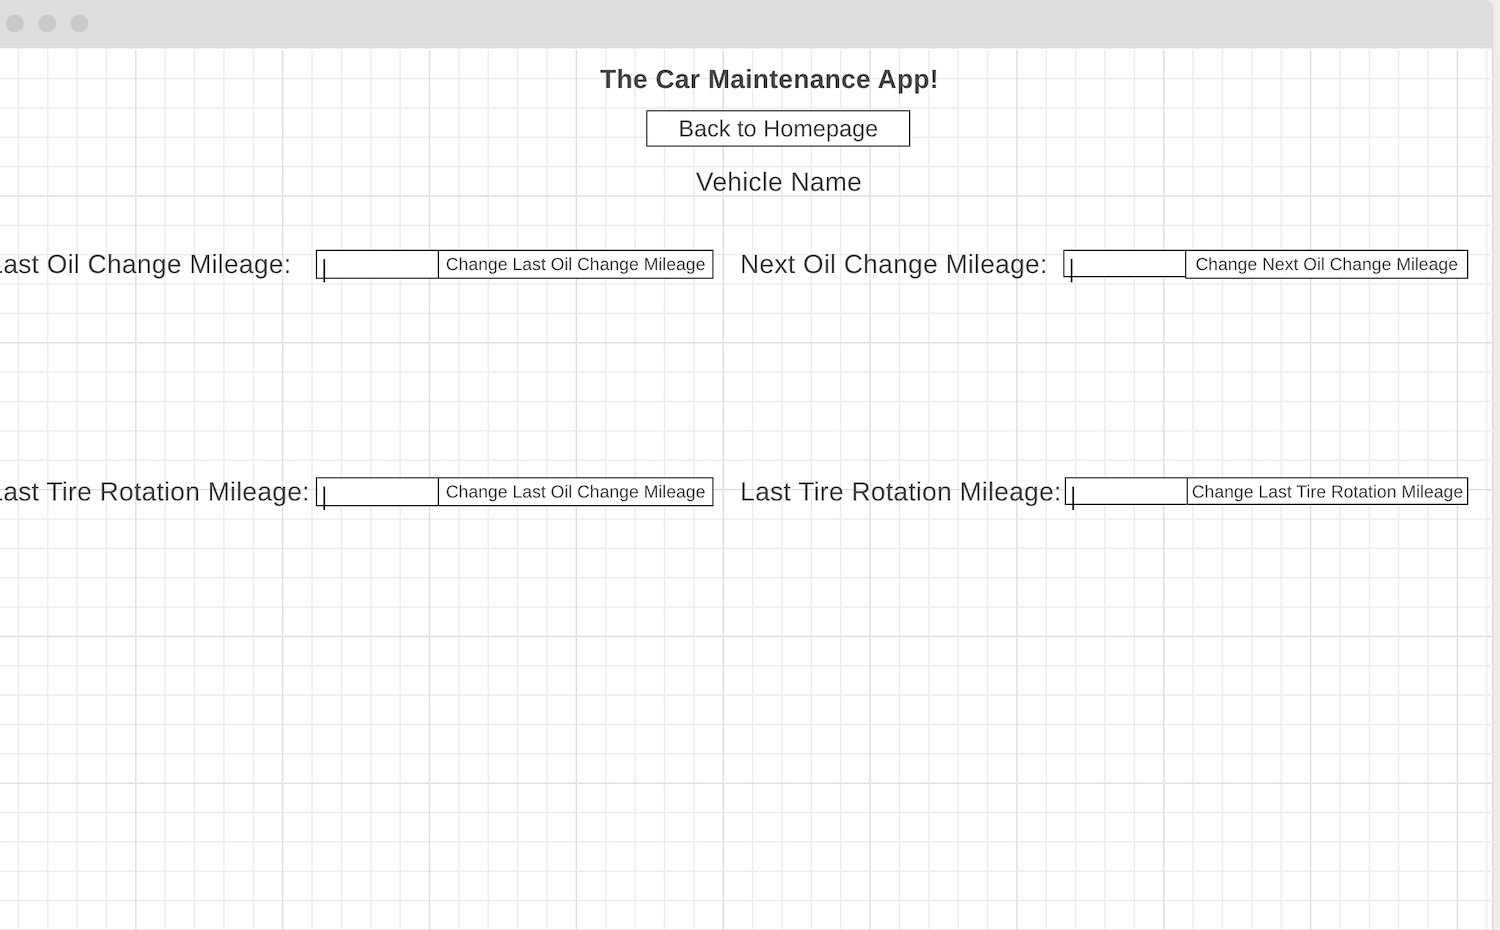 The Car Maintenance App!
Back to Homepage
Vehicle Name
Last Oil Change Mileage: Change Last Oil Change Mileage Next Oil Change Mileage: Change Next Oil Change Mileage
Last Tire Rotation Mileage: Change Last Oil Change Mileage Last Tire Rotation Mileage: Change Last Tire Rotation Mileage